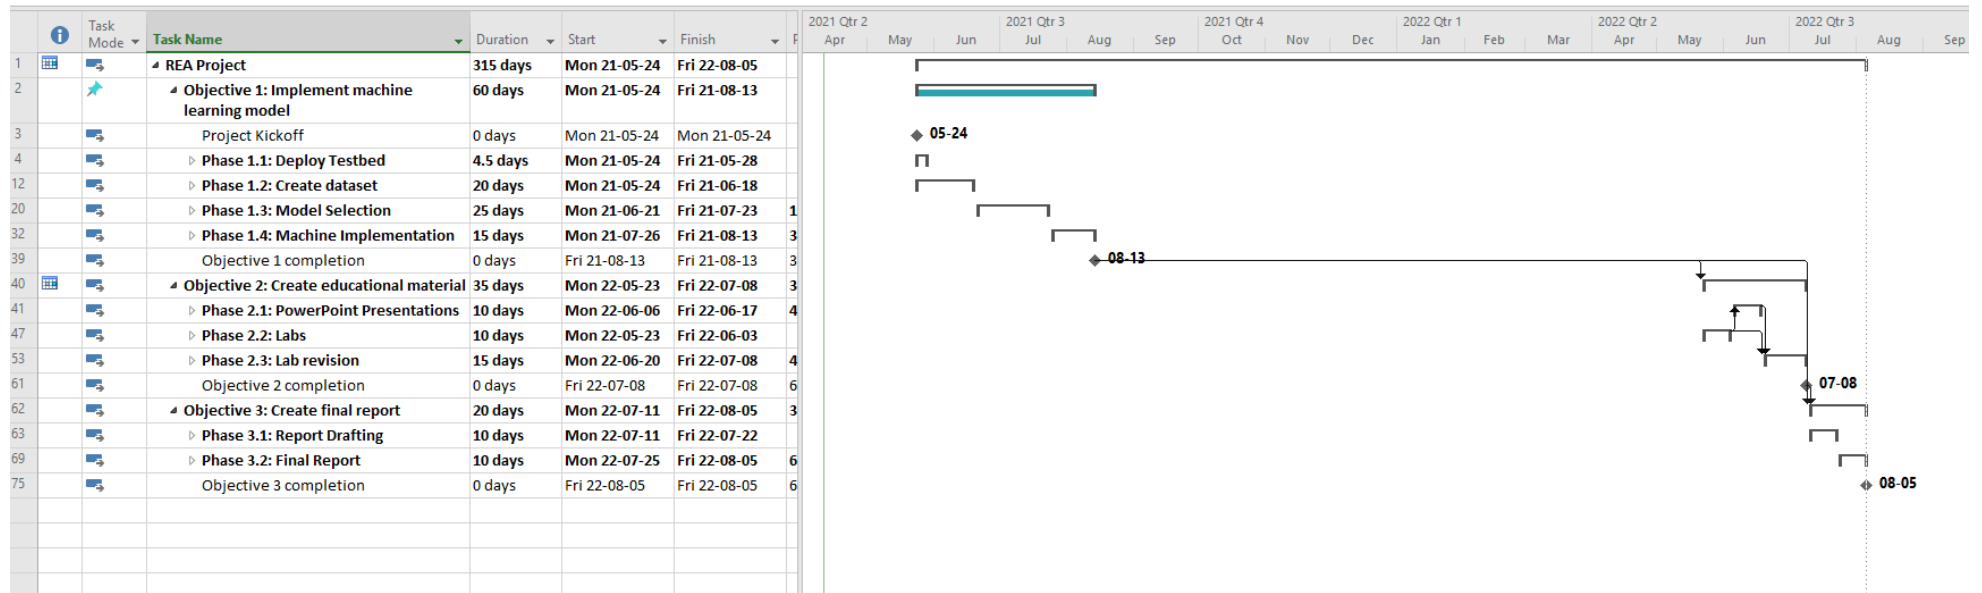 2021 Qtr 2 2021 Qtr 3 2021 Qtr 4 2022 Qtr 1 2022 Qtr 2 2022 Qtr 3
Task Mode Task Name Duration Start Finish Apr May Jun Jul Aug Sep Oct Nov Dec Jan Feb Mar Apr May Jun Jul Aug Sep
1 REA Project 315 days Mon 21-05-24 Fri 22-08-05
2 Objective 1: Implement machine 60 days Mon 21-05-24 Fri 21-08-13
learning model
3 Project Kickoff 0 days Mon 21-05-24 Mon 21-05-24 05-24
4 Phase 1.1: Deploy Testbed 4.5 days Mon 21-05-24 Fri 21-05-28
12 Phase 1.2: Create dataset 20 days Mon 21-05-24 Fri 21-06-18
20 Phase 1.3: Model Selection 25 days Mon 21-06-21 Fri 21-07-23 1
32 Phase 1.4: Machine Implementation 15 days Mon 21-07-26 Fri 21-08-13 3
39 Objective 1 completion 0 days Fri 21-08-13 Fri 21-08-13 3 08-13
40 Objective 2: Create educational material 35 days Mon 22-05-23 Fri 22-07-08 3
41 Phase 2.1: PowerPoint Presentations 10 days Mon 22-06-06 Fri 22-06-17 4
47 Phase 2.2: Labs 10 days Mon 22-05-23 Fri 22-06-03
53 Phase 2.3: Lab revision 15 days Mon 22-06-20 Fri 22-07-08 4
61 Objective 2 completion 0 days Fri 22-07-08 Fri 22-07-08 6 07-08
62 Objective 3: Create final report 20 days Mon 22-07-11 Fri 22-08-05 3
63 Phase 3.1: Report Drafting 10 days Mon 22-07-11 Fri 22-07-22
69 Phase 3.2: Final Report 10 days Mon 22-07-25 Fri 22-08-05 6
75 Objective 3 completion 0 days Fri 22-08-05 Fri 22-08-05 6 08-05